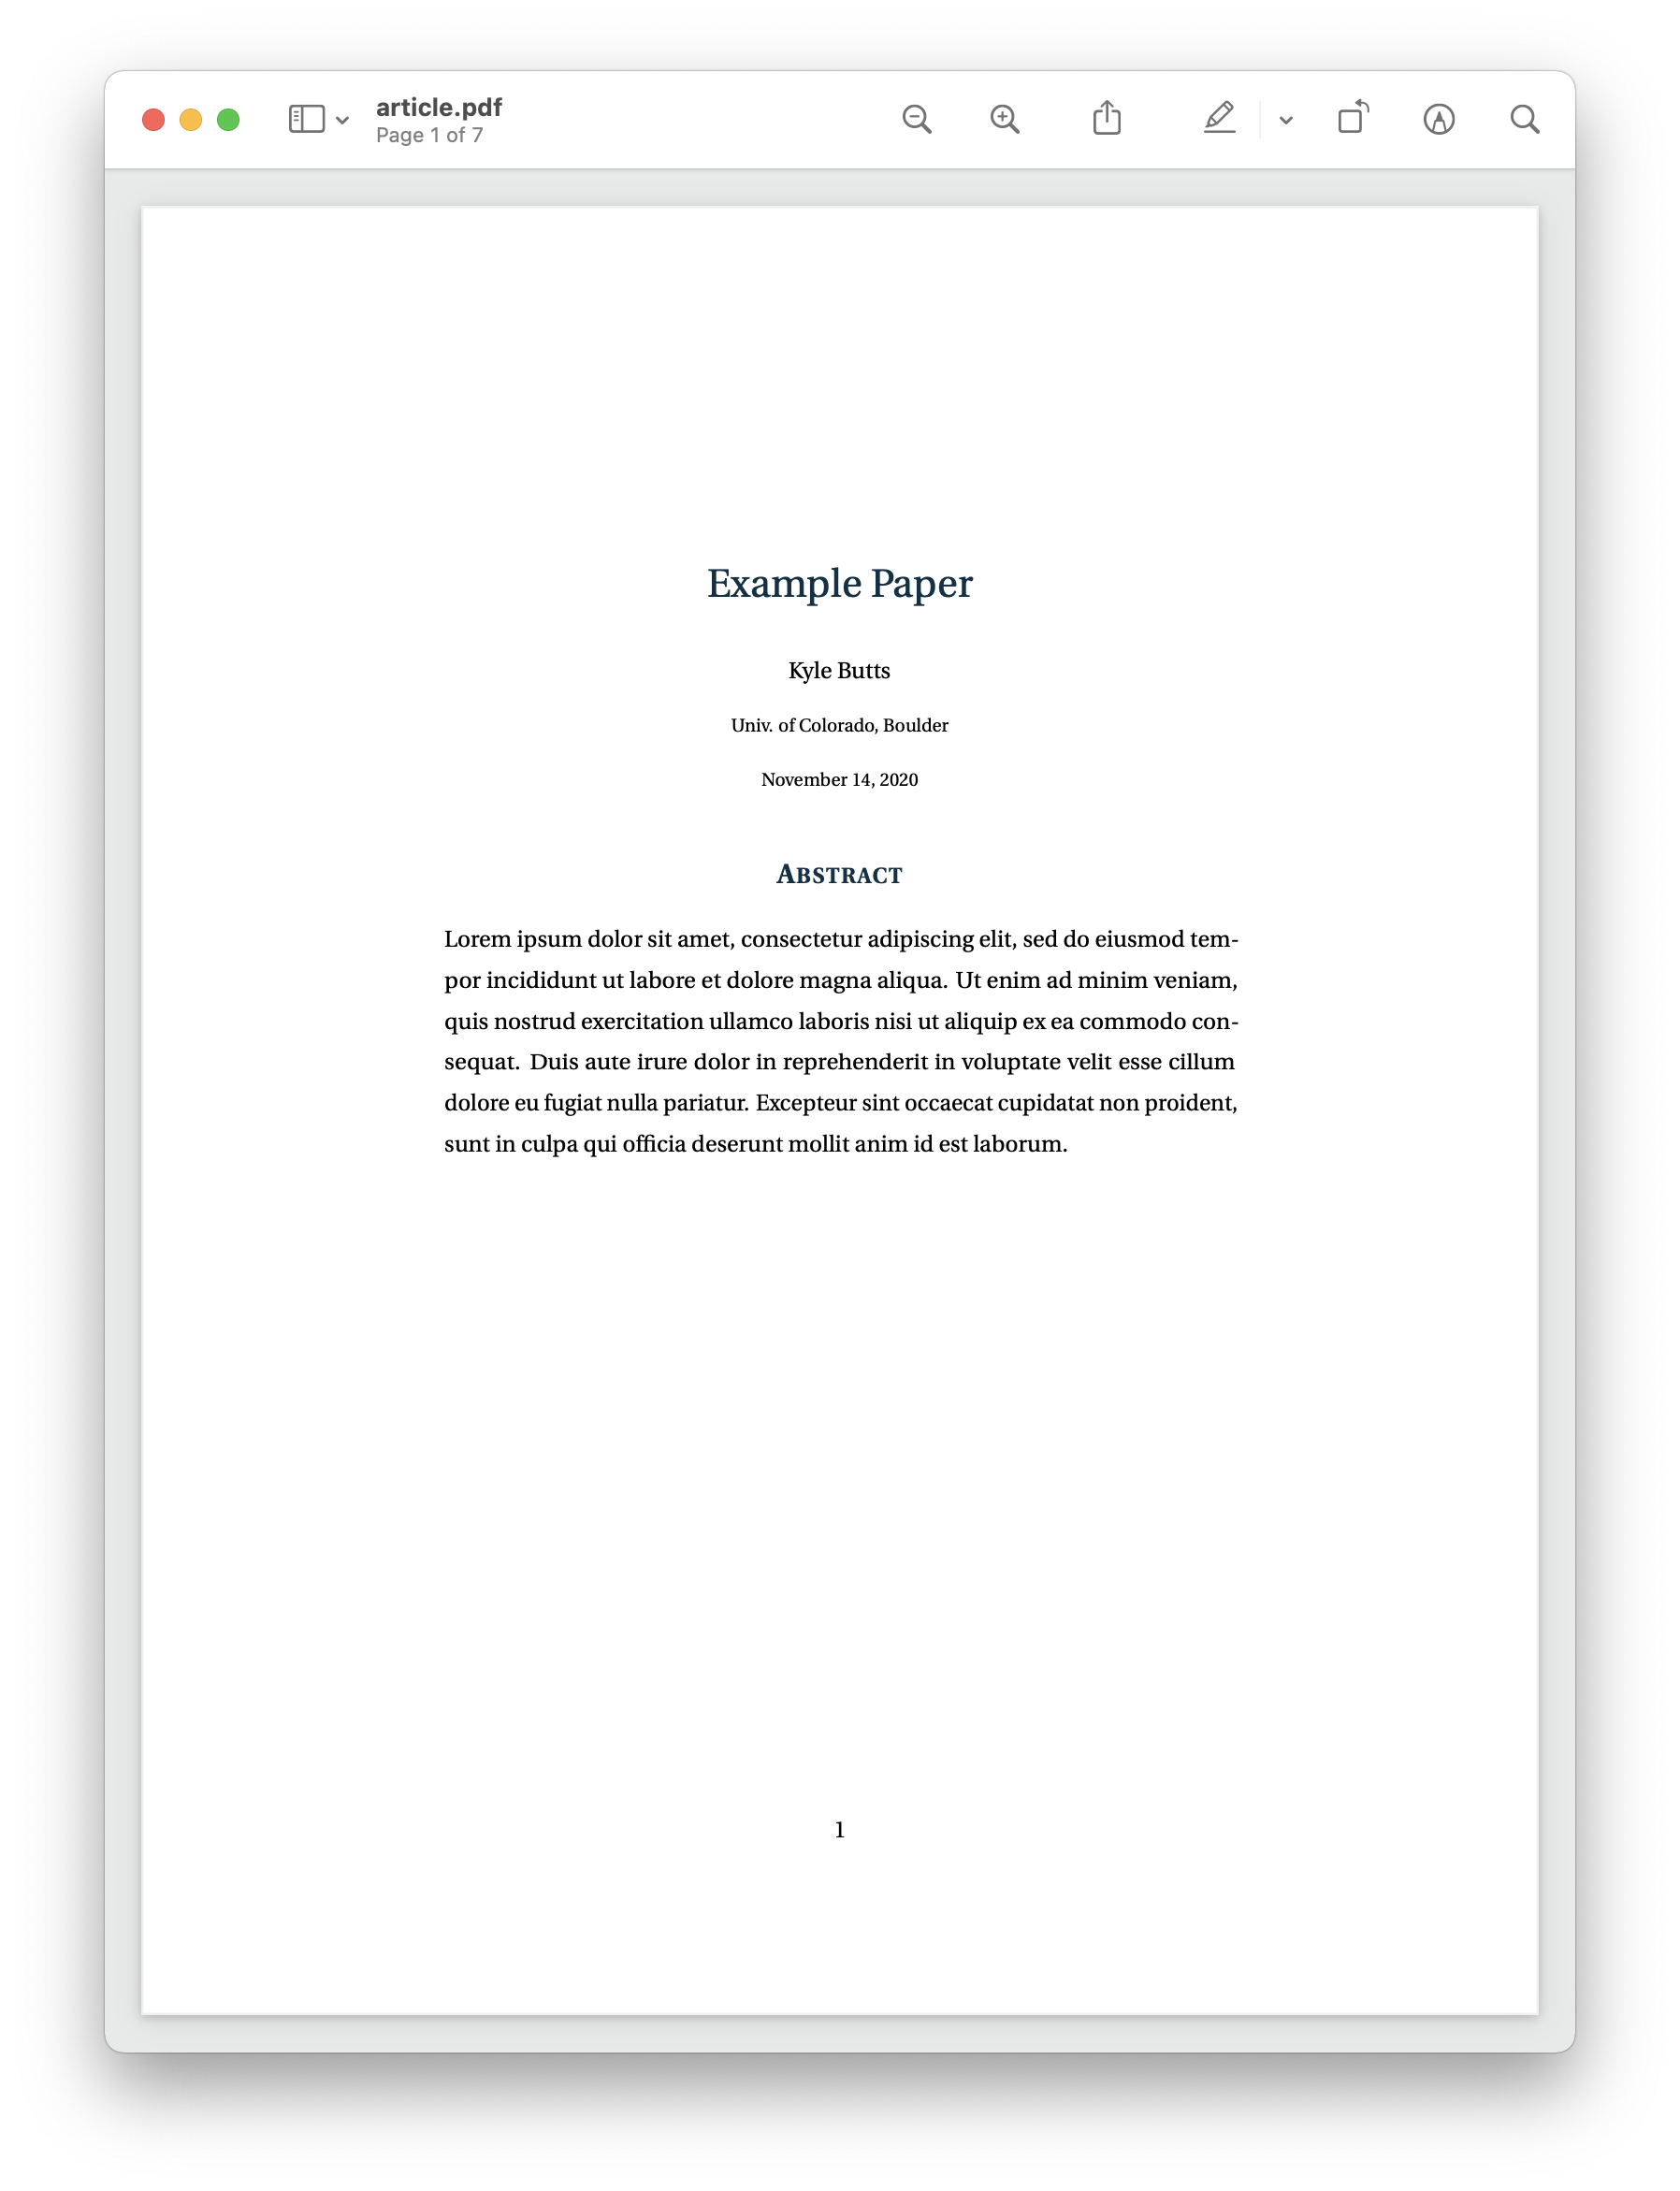 article.pdf
Page 1 of 7
Example Paper
Kyle Butts
Univ. of Colorado, Boulder
November 14, 2020
ABSTRACT
Lorem ipsum dolor sit amet, consectetur adipiscing elit, sed do eiusmod tem-
por incididunt ut labore et dolore magna aliqua. Ut enim ad minim veniam,
quis nostrud exercitation ullamco laboris nisi ut aliquip ex ea commodo con-
sequat. Duis aute irure dolor in reprehenderit in voluptate velit esse cillum
dolore eu fugiat nulla pariatur. Excepteur sint occaecat cupidatat non proident,
sunt in culpa qui officia deserunt mollit anim id est laborum.
1